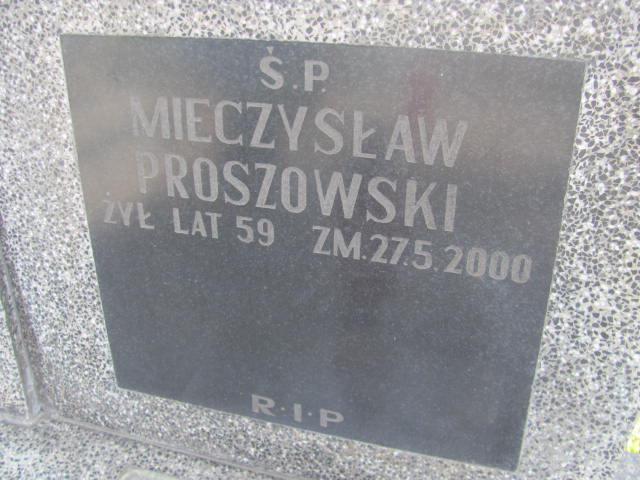 Ś.P.
MIECZYSŁAW
PROSZOWSKI
ŻYŁ LAT 59 ZM.27.5.2000
R·I·P